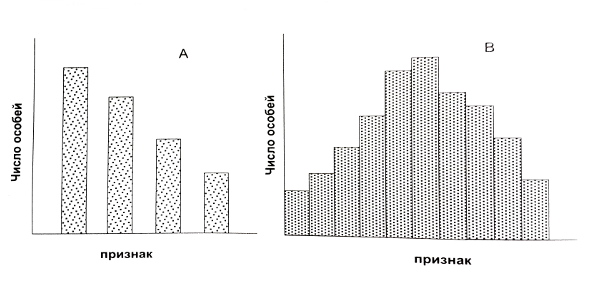 A
Число особей
признак
B
Число особей
признак